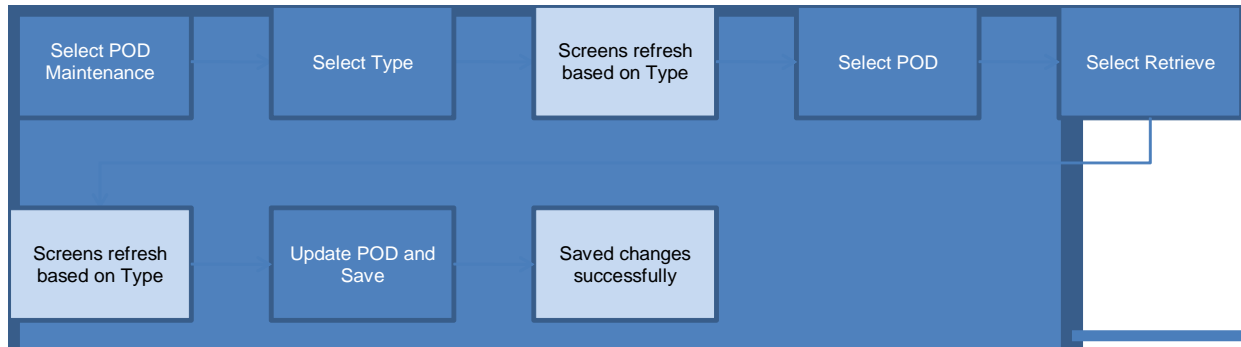 Select POD
Maintenance
Select Type
Screens refresh
based on Type
Select POD
Select Retrieve
Screens refresh
based on Type
Update POD and
Save
Saved changes
successfully